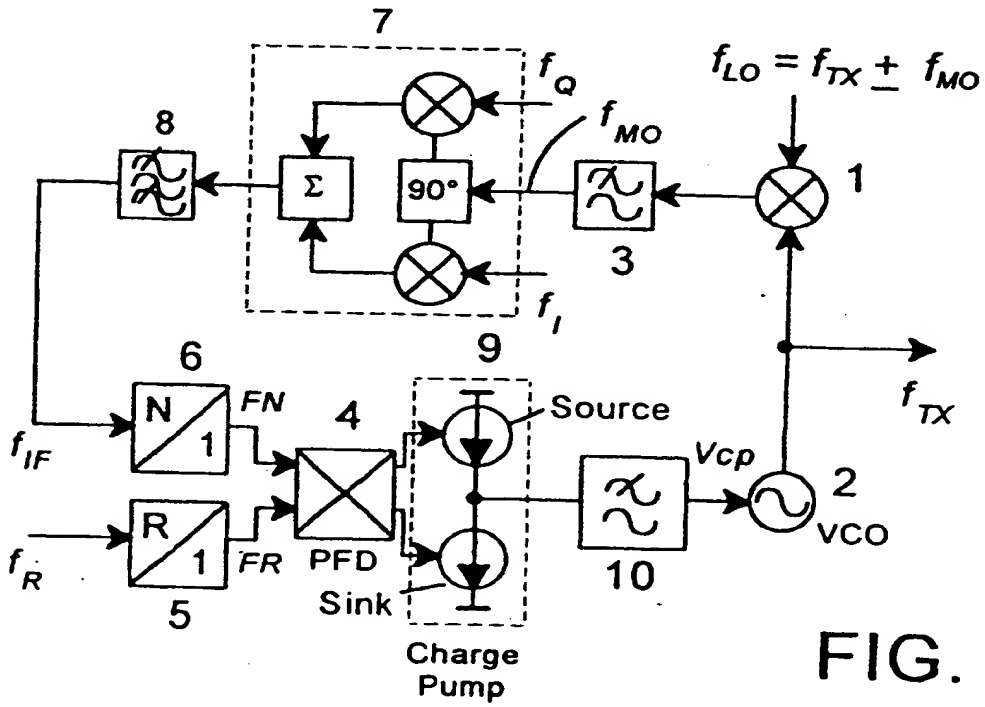 7
f_Q
f_LO = f_TX ± f_MO
f_MO
8
Σ
90°
1
3
f_I
6
9
N
1
FN
4
Source
f_TX
f_IF
Vcp
2
VCO
R
1
FR
PFD
f_R
5
Sink
10
Charge
Pump
FIG.